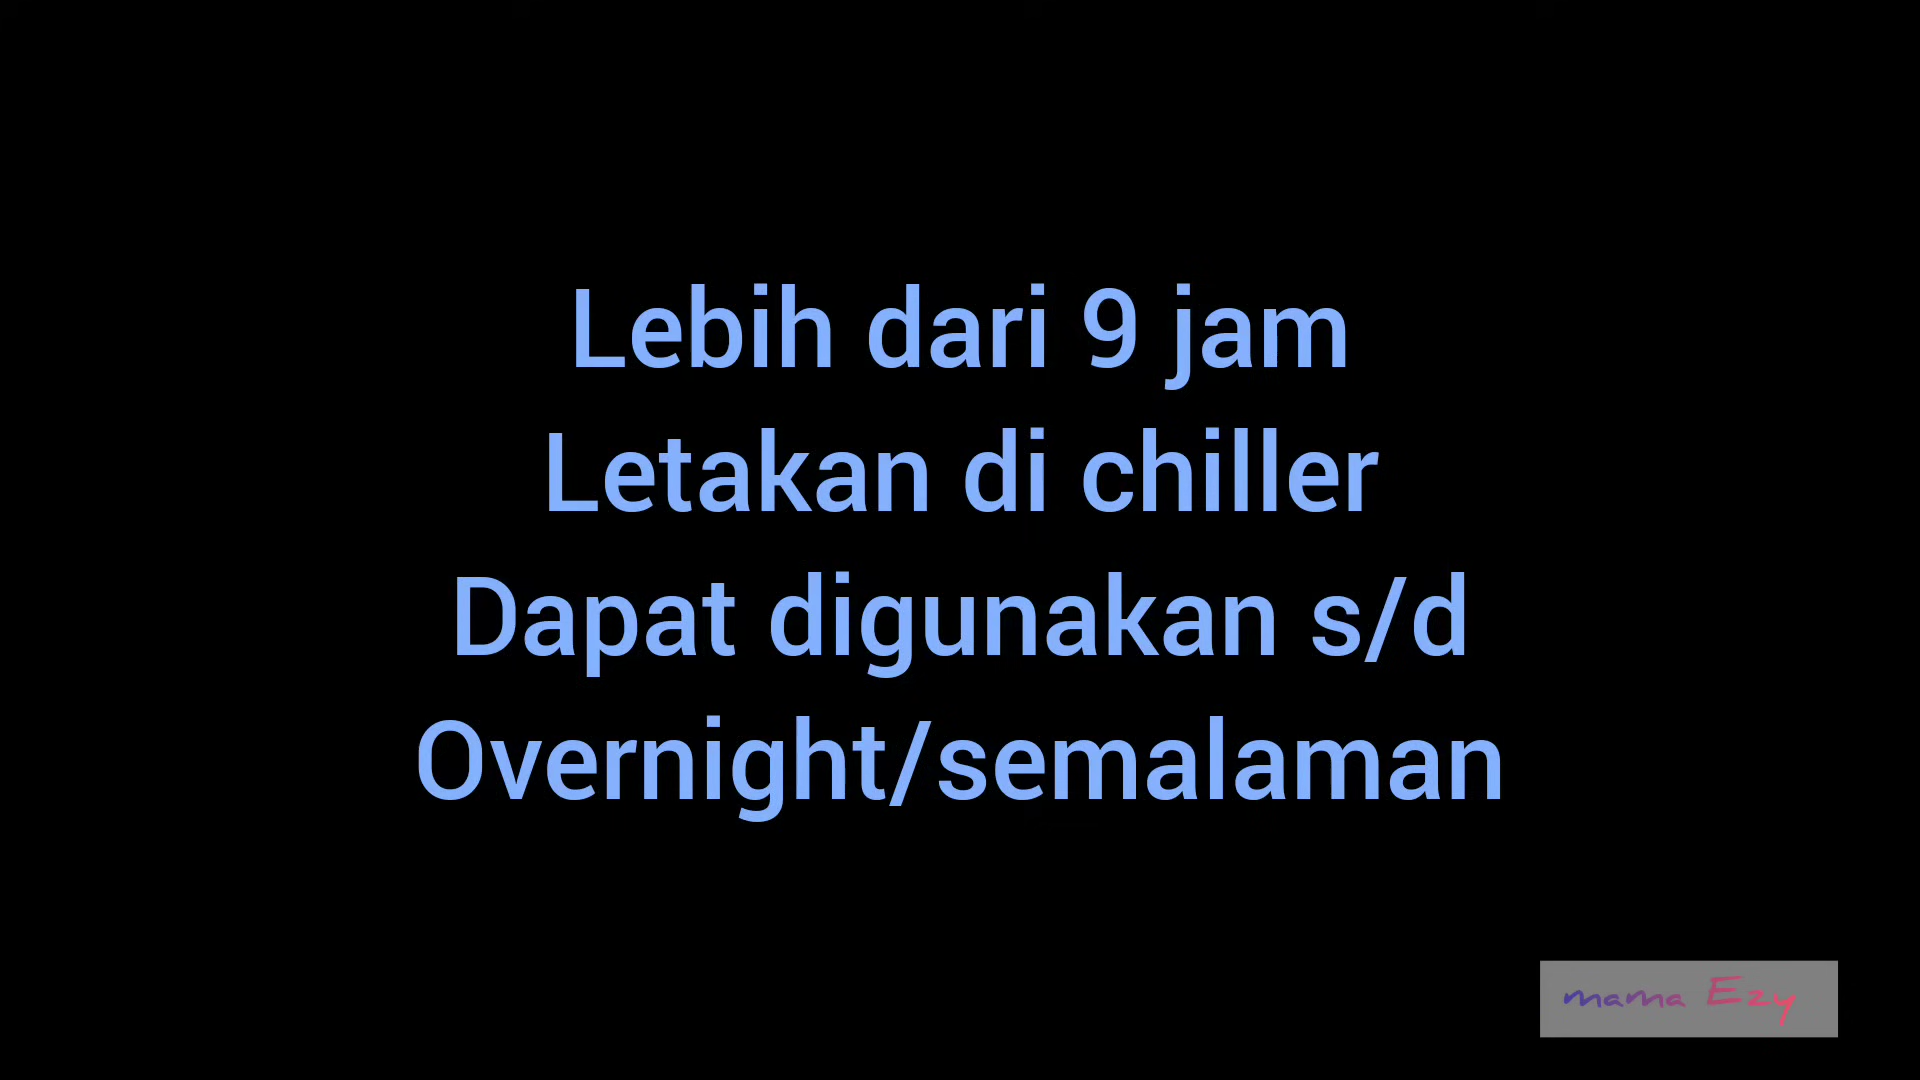 Lebih dari 9 jam
Letakan di chiller
Dapat digunakan s/d
Overnight/semalaman
mama Ezy